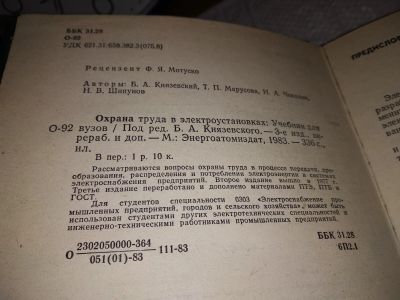 ББК 31.29
О-92
УДК 621.31:658.382.3(075.8)
Рецензент Ф. Я. Мотуско
Авторы: Б. А. Князевский, Т. П. Марусова, Н. А. Чекалин,
Н. В. Шипунов
Охрана труда в электроустановках: Учебник для
О-92 вузов / Под ред. Б. А. Князевского. — 3-е изд., пе-
рераб. и доп. — М.: Энергоатомиздат, 1983. — 336 с.,
ил.
В пер.: 1 р. 10 к.
Рассматриваются вопросы охраны труда в процессе передачи, пре-
образования, распределения и потребления электроэнергии в системах
электроснабжения предприятий. Второе издание вышло в
Третье издание переработано и дополнено материалами ПТЭ, ПТБ и
ГОСТ.
Для студентов специальности 0303 «Электроснабжение про-
мышленных предприятий, городов и сельского хозяйства», может быть
использован студентами других электротехнических специальностей и
инженерно-техническими работниками промышленных предприятий.
О 2302050000-364
051(01)-83 111-83
ББК 31.29
6П2.1
ПРЕДИСЛО